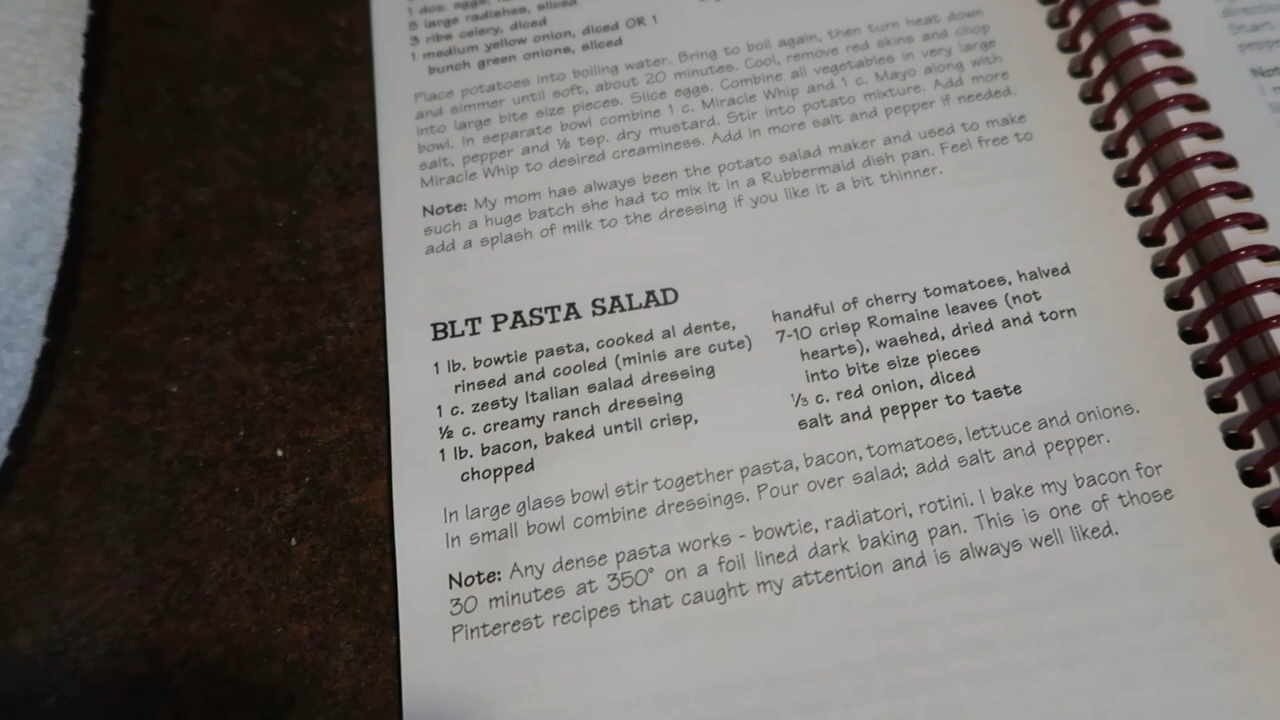 1 doz. eggs,
5 large radishes, sliced
3 ribs celery, diced
1 medium yellow onion, diced OR 1
bunch green onions, sliced
Place potatoes into boiling water. Bring to boil again, then turn heat down
and simmer until soft, about 20 minutes. Cool, remove red skins and chop
into large bite size pieces. Slice eggs. Combine all vegetables in very large
bowl. In separate bowl combine 1 c. Miracle Whip and 1 c. Mayo along with
salt, pepper and ½ tsp. dry mustard. Stir into potato mixture. Add more
Miracle Whip to desired creaminess. Add in more salt and pepper if needed.
Note: My mom has always been the potato salad maker and used to make
such a huge batch she had to mix it in a Rubbermaid dish pan. Feel free to
add a splash of milk to the dressing if you like it a bit thinner.
BLT PASTA SALAD
1 lb. bowtie pasta, cooked al dente,
rinsed and cooled (minis are cute)
1 c. zesty Italian salad dressing
½ c. creamy ranch dressing
1 lb. bacon, baked until crisp,
chopped
handful of cherry tomatoes, halved
7-10 crisp Romaine leaves (not
hearts), washed, dried and torn
into bite size pieces
⅓ c. red onion, diced
salt and pepper to taste
In large glass bowl stir together pasta, bacon, tomatoes, lettuce and onions.
In small bowl combine dressings. Pour over salad; add salt and pepper.
Note: Any dense pasta works - bowtie, radiatori, rotini. I bake my bacon for
30 minutes at 350° on a foil lined dark baking pan. This is one of those
Pinterest recipes that caught my attention and is always well liked.